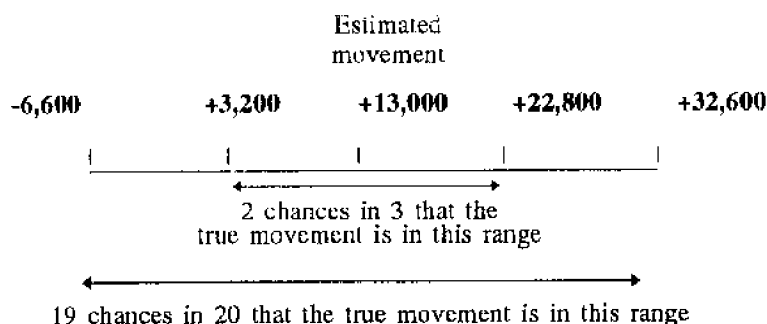 Estimated
movement
-6,600 +3,200 +13,000 +22,800 +32,600
2 chances in 3 that the
true movement is in this range
19 chances in 20 that the true movement is in this range